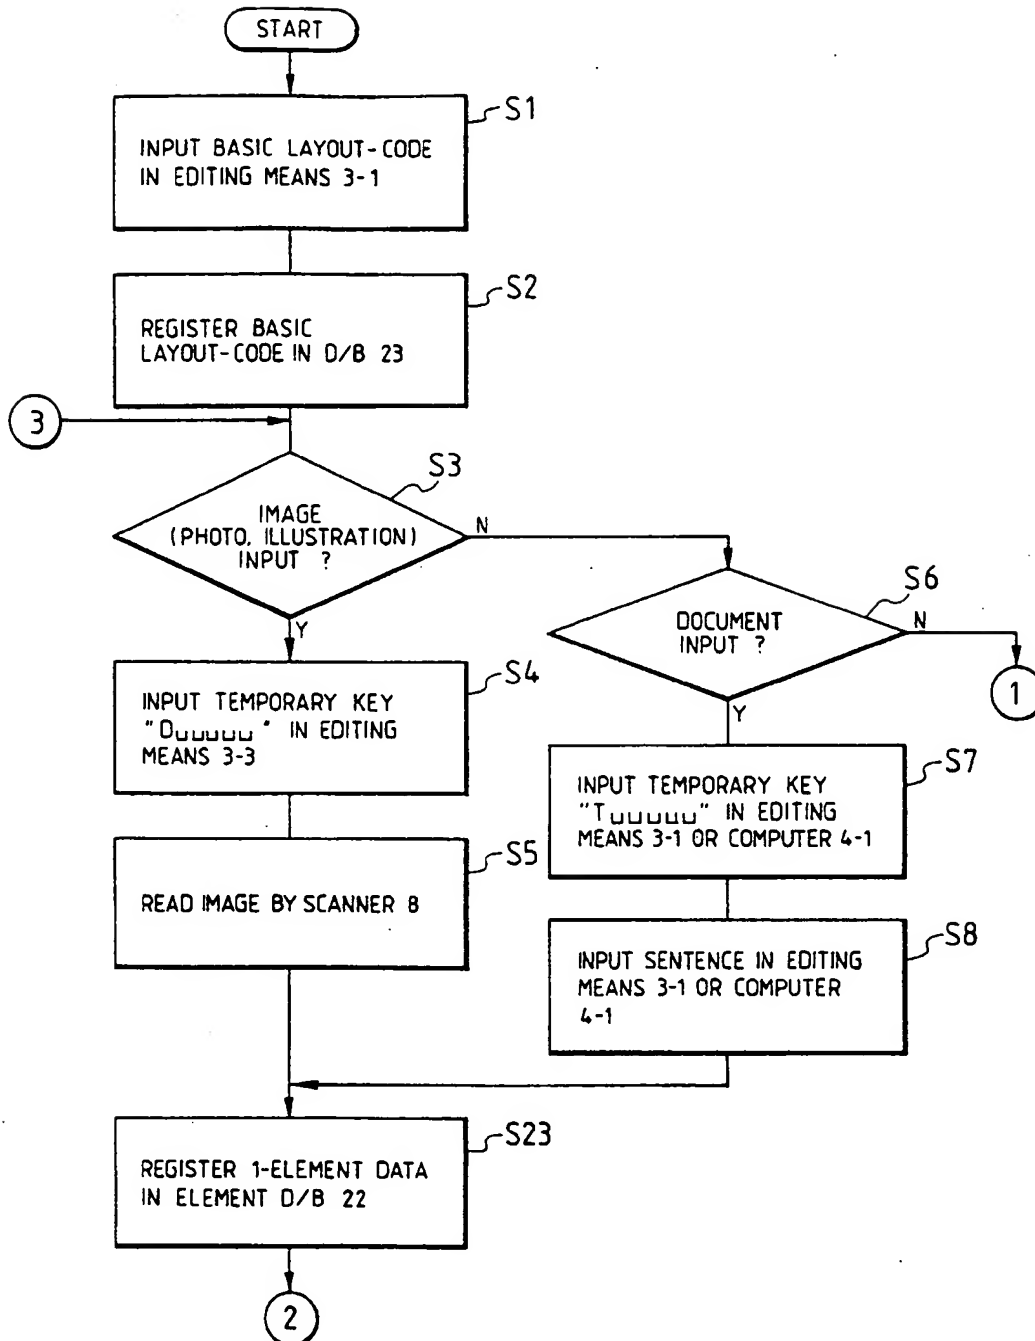 START
S1
INPUT BASIC LAYOUT-CODE
IN EDITING MEANS 3-1
S2
REGISTER BASIC
LAYOUT-CODE IN D/B 23
3
S3
IMAGE
(PHOTO, ILLUSTRATION)
INPUT ?
N
Y
S6
DOCUMENT
INPUT ?
N
Y
1
S4
INPUT TEMPORARY KEY
"D␣␣␣␣␣" IN EDITING
MEANS 3-3
S7
INPUT TEMPORARY KEY
"T␣␣␣␣␣" IN EDITING
MEANS 3-1 OR COMPUTER 4-1
S5
READ IMAGE BY SCANNER 8
S8
INPUT SENTENCE IN EDITING
MEANS 3-1 OR COMPUTER
4-1
S23
REGISTER 1-ELEMENT DATA
IN ELEMENT D/B 22
2